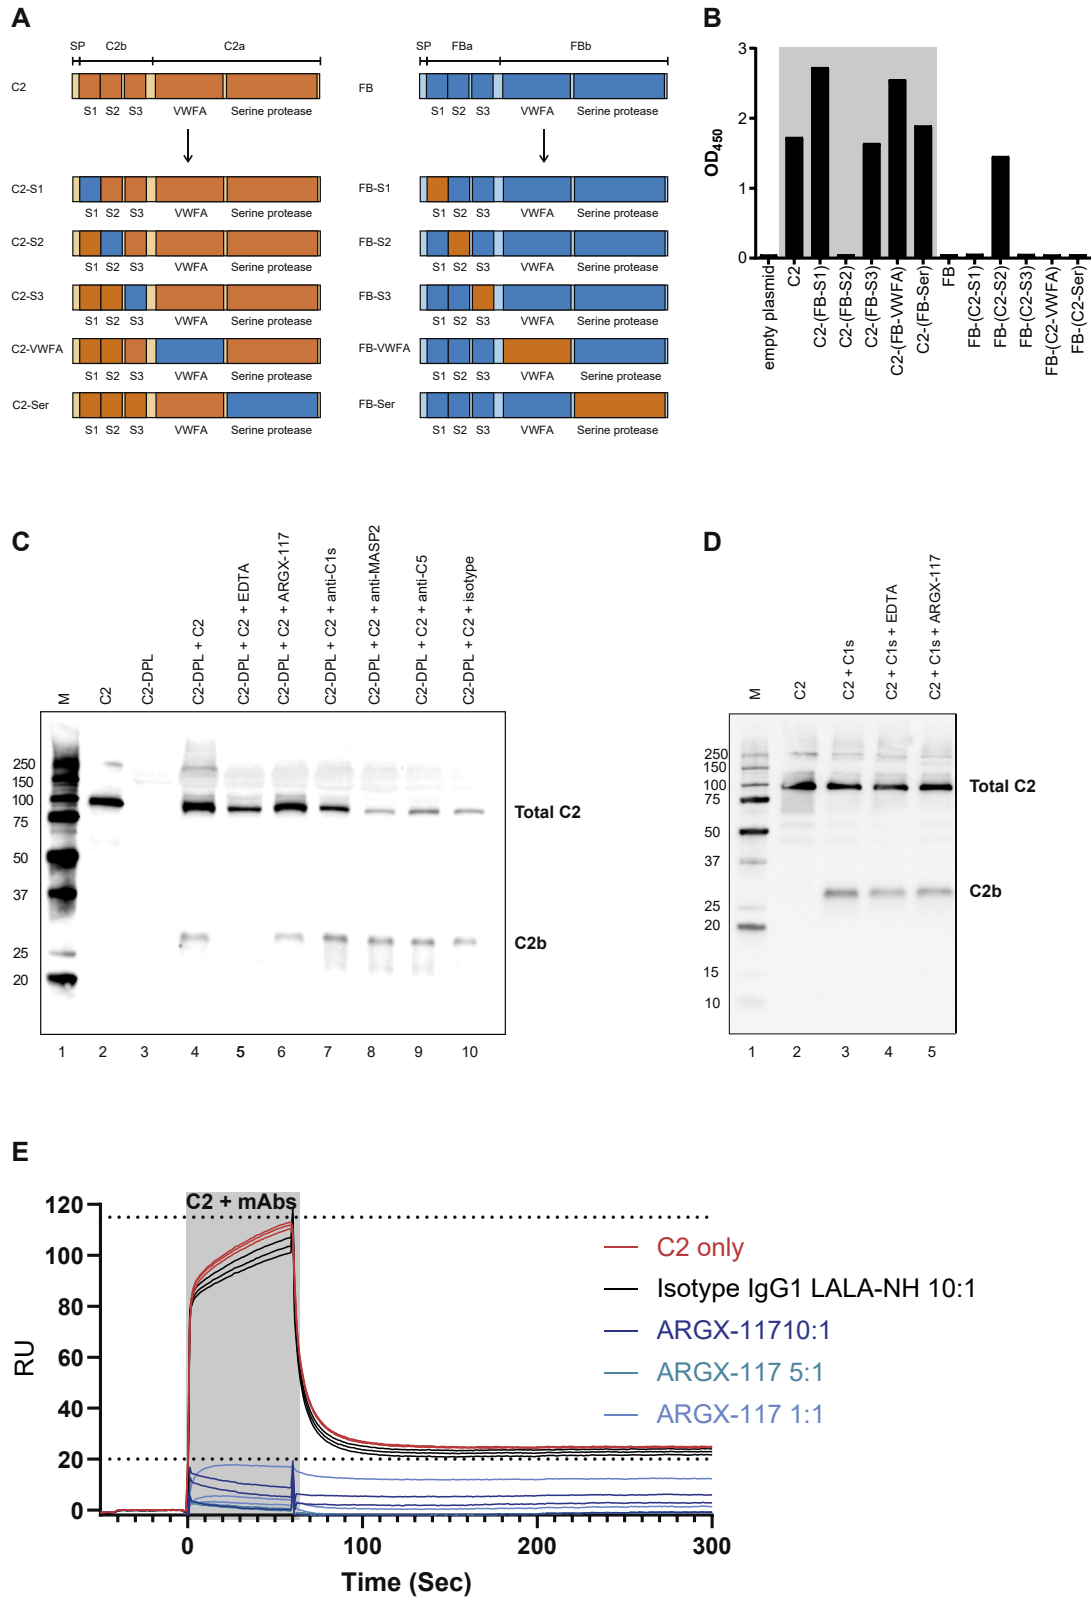 A
SP C2b C2a
C2
S1 S2 S3 VWFA Serine protease
C2-S1
S1 S2 S3 VWFA Serine protease
C2-S2
S1 S2 S3 VWFA Serine protease
C2-S3
S1 S2 S3 VWFA Serine protease
C2-VWFA
S1 S2 S3 VWFA Serine protease
C2-Ser
S1 S2 S3 VWFA Serine protease
SP FBa FBb
FB
S1 S2 S3 VWFA Serine protease
FB-S1
S1 S2 S3 VWFA Serine protease
FB-S2
S1 S2 S3 VWFA Serine protease
FB-S3
S1 S2 S3 VWFA Serine protease
FB-VWFA
S1 S2 S3 VWFA Serine protease
FB-Ser
S1 S2 S3 VWFA Serine protease
B
OD450
3
2
1
0
empty plasmid
C2
C2-(FB-S1)
C2-(FB-S2)
C2-(FB-S3)
C2-(FB-VWFA)
C2-(FB-Ser)
FB
FB-(C2-S1)
FB-(C2-S2)
FB-(C2-S3)
FB-(C2-VWFA)
FB-(C2-Ser)
C
M
C2
C2-DPL
C2-DPL + C2
C2-DPL + C2 + EDTA
C2-DPL + C2 + ARGX-117
C2-DPL + C2 + anti-C1s
C2-DPL + C2 + anti-MASP2
C2-DPL + C2 + anti-C5
C2-DPL + C2 + isotype
250
150
100
75
50
37
25
20
Total C2
C2b
1 2 3 4 5 6 7 8 9 10
D
M
C2
C2 + C1s
C2 + C1s + EDTA
C2 + C1s + ARGX-117
250
150
100
75
50
37
25
20
15
10
Total C2
C2b
1 2 3 4 5
E
C2 + mAbs
RU
120
100
80
60
40
20
0
0 100 200 300
Time (Sec)
C2 only
Isotype IgG1 LALA-NH 10:1
ARGX-11710:1
ARGX-117 5:1
ARGX-117 1:1